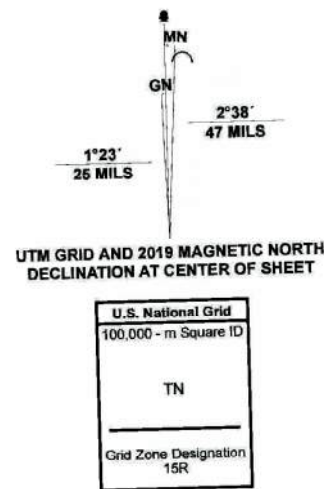 MN
GN
2°38´
47 MILS
1°23´
25 MILS
UTM GRID AND 2019 MAGNETIC NORTH
DECLINATION AT CENTER OF SHEET
U.S. National Grid
100,000 - m Square ID
TN
Grid Zone Designation
15R